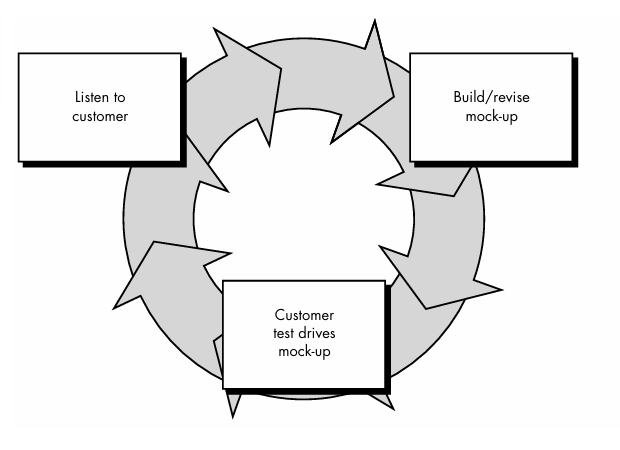 Listen to
customer
Build/revise
mock-up
Customer
test drives
mock-up